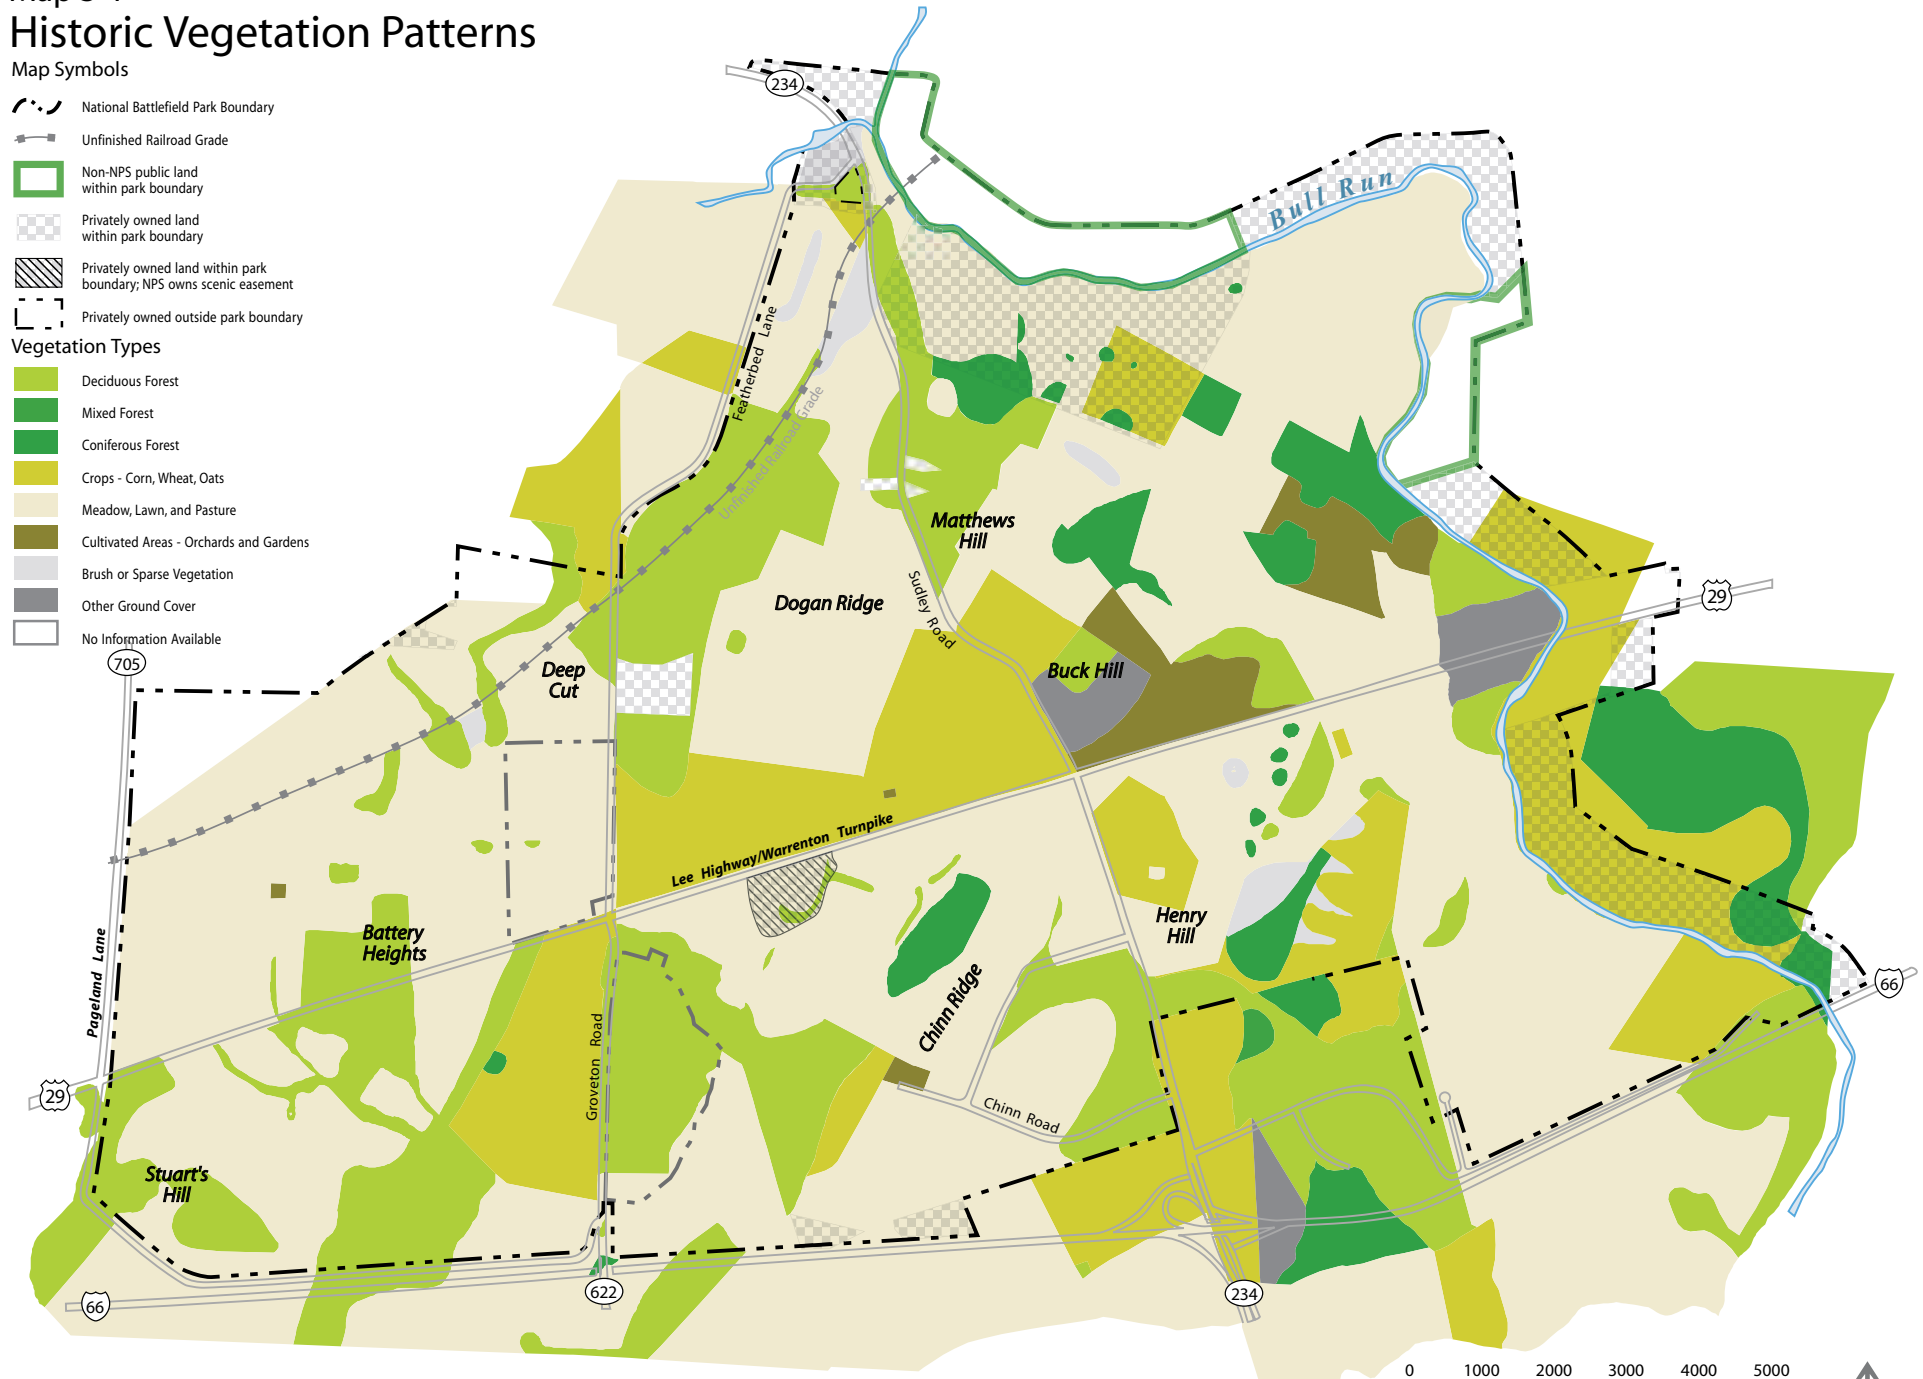 Historic Vegetation Patterns
Map Symbols
National Battlefield Park Boundary
Unfinished Railroad Grade
Non-NPS public land
within park boundary
Privately owned land
within park boundary
Privately owned land within park
boundary; NPS owns scenic easement
Privately owned outside park boundary
Vegetation Types
Deciduous Forest
Mixed Forest
Coniferous Forest
Crops - Corn, Wheat, Oats
Meadow, Lawn, and Pasture
Cultivated Areas - Orchards and Gardens
Brush or Sparse Vegetation
Other Ground Cover
No Information Available
234
Bull Run
Featherbed Lane
Unfinished Railroad Grade
Matthews
Hill
Sudley Road
Dogan Ridge
29
705
Deep
Cut
Buck Hill
Lee Highway/Warrenton Turnpike
Battery
Heights
Henry
Hill
Pageland Lane
Chinn Ridge
66
Groveton Road
29
Chinn Road
Stuart's
Hill
66
622
234
0 1000 2000 3000 4000 5000